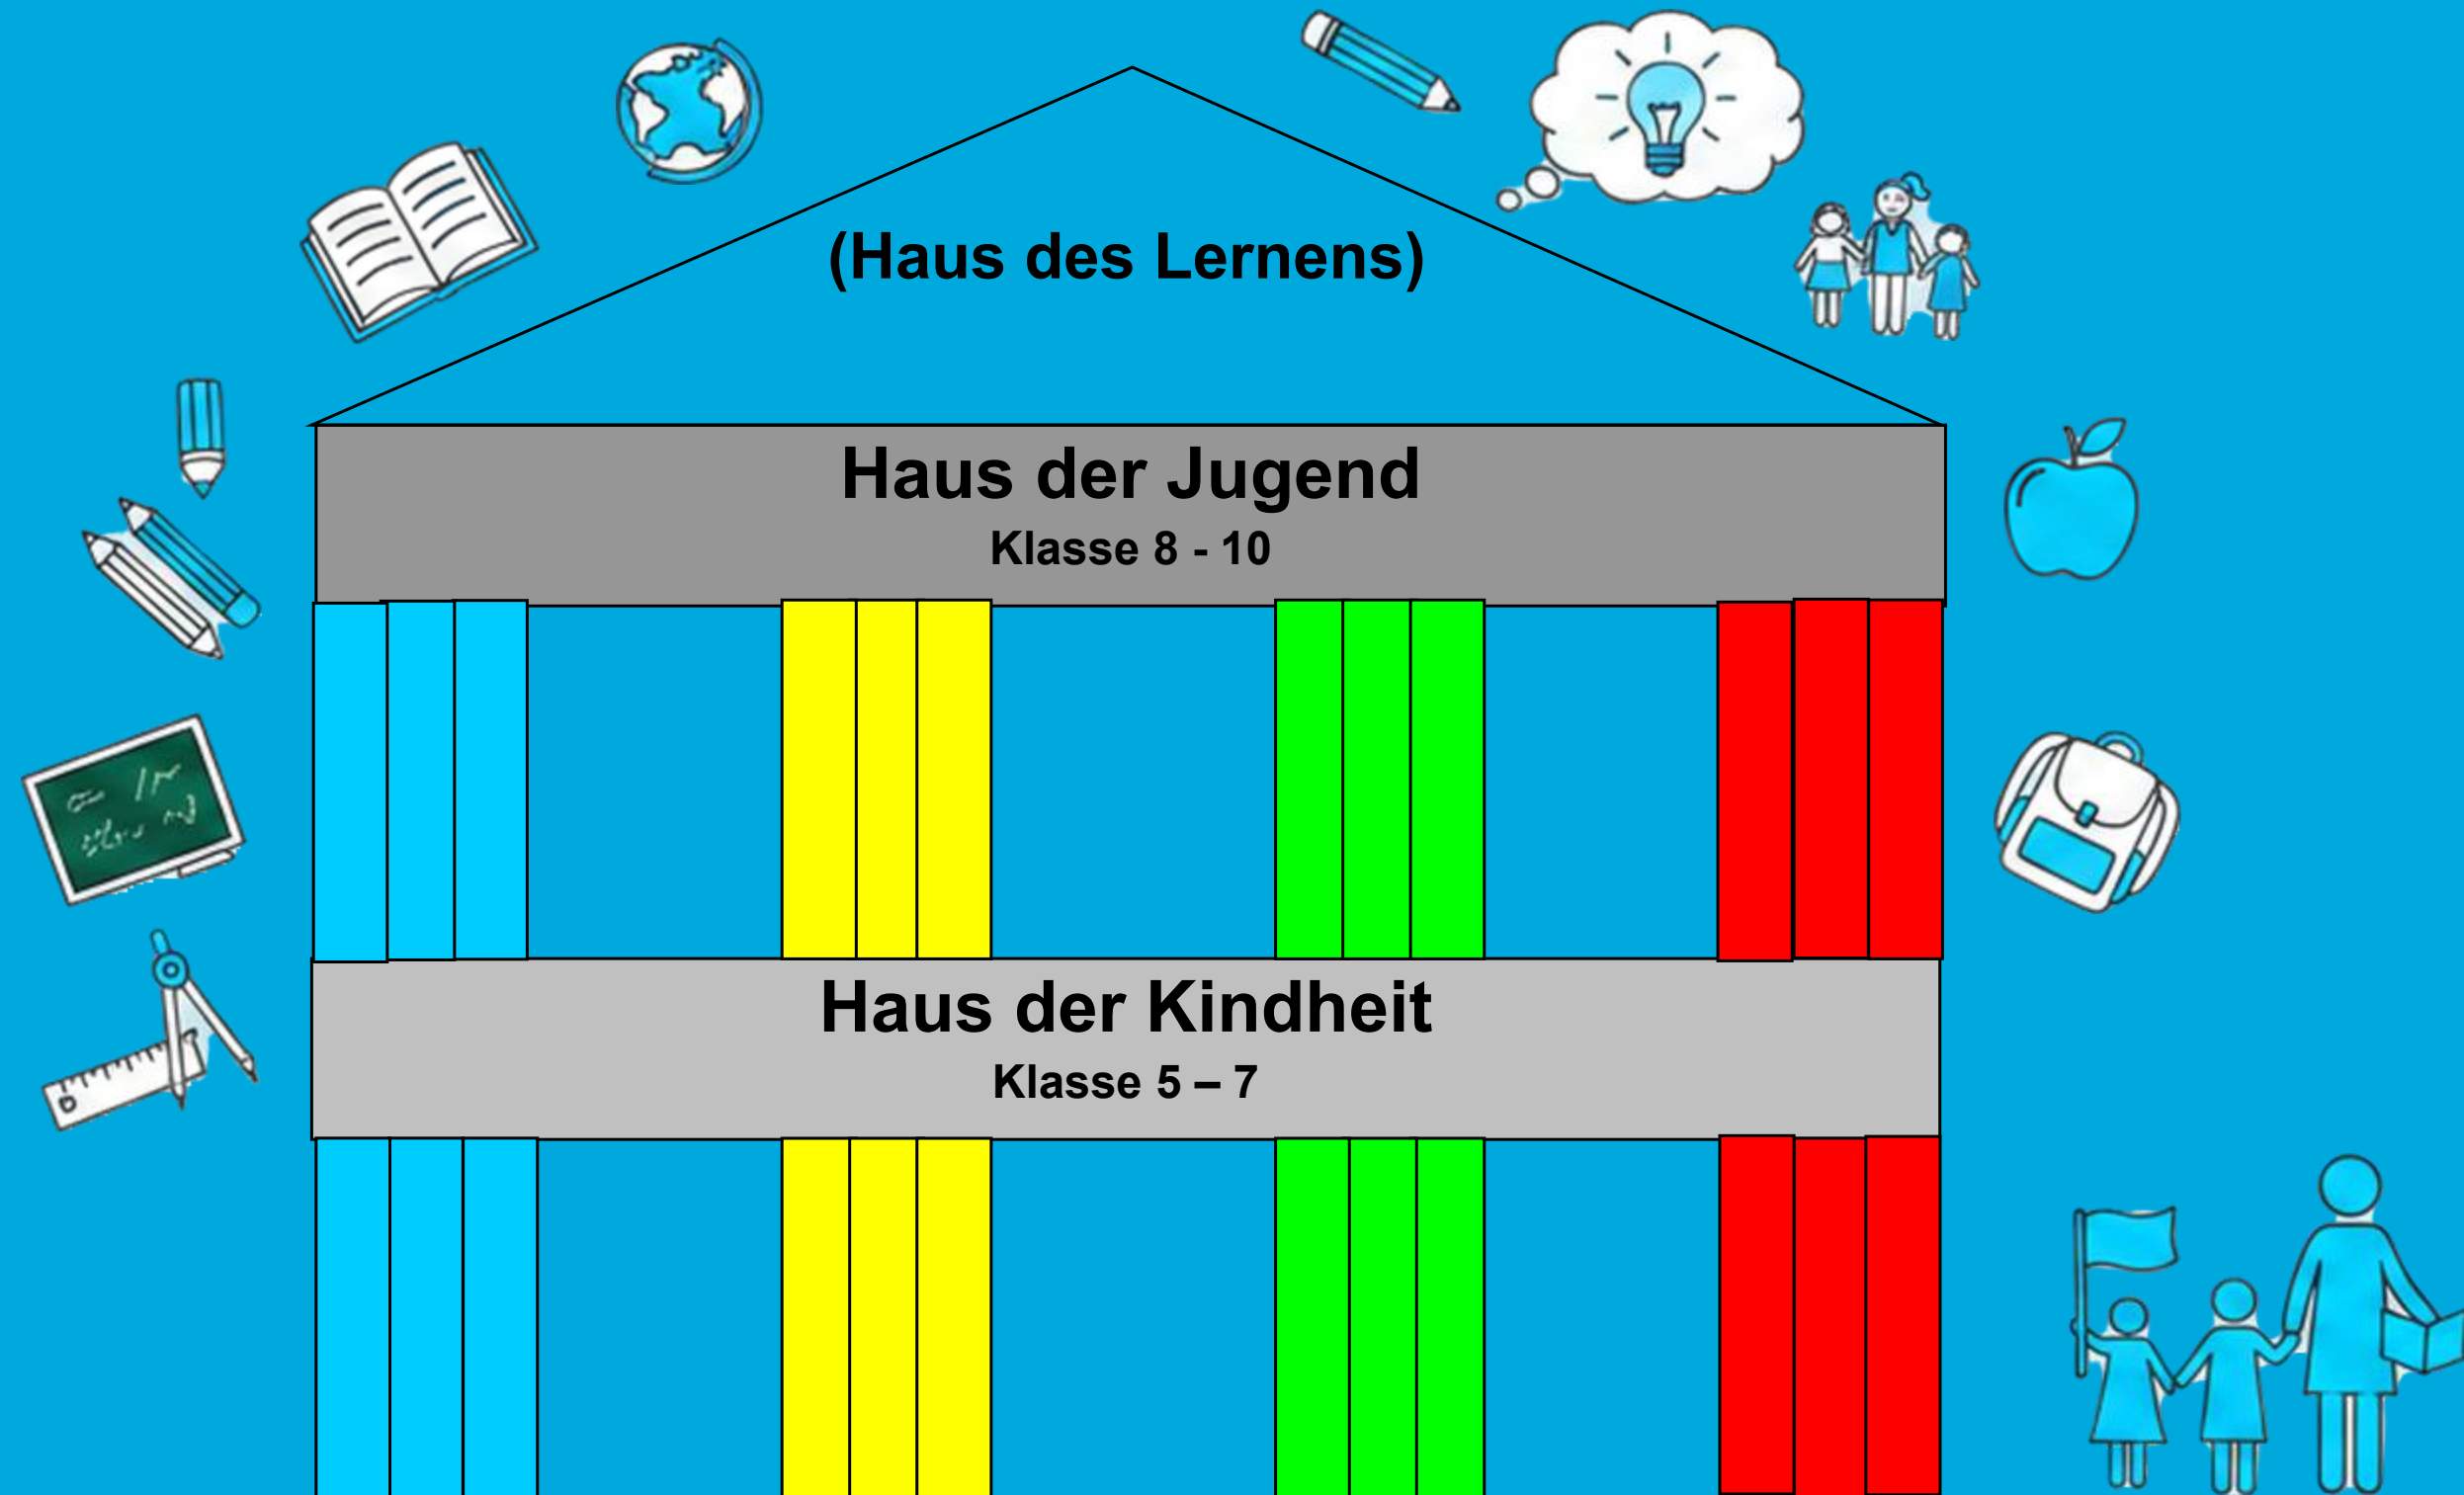 (Haus des Lernens)
Haus der Jugend
Klasse 8 - 10
Haus der Kindheit
Klasse 5 – 7